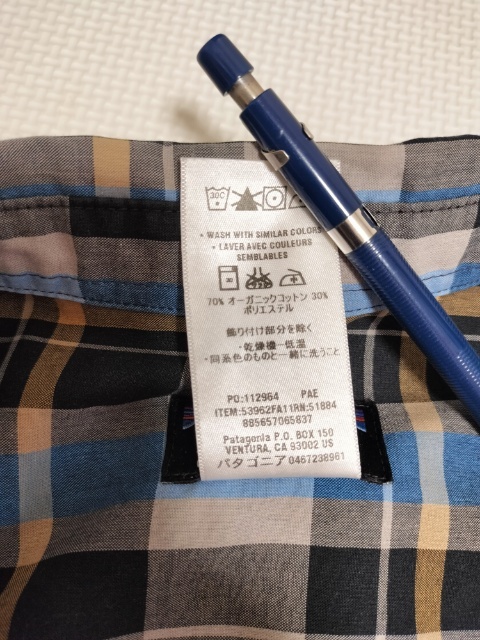 30C
• WASH WITH SIMILAR COLORS
• LAVER AVEC COULEURS
SEMBLABLES
30
70% オーガニックコットン 30%
ポリエステル
飾り付け部分を除く
・乾燥機－低温
・同系色のものと一緒に洗うこと
PO:112964 PAE
ITEM:53962FA11RN:51884
885657065637
Patagonia P.O. BOX 150
VENTURA, CA 93002 US
パタゴニア 0467238961